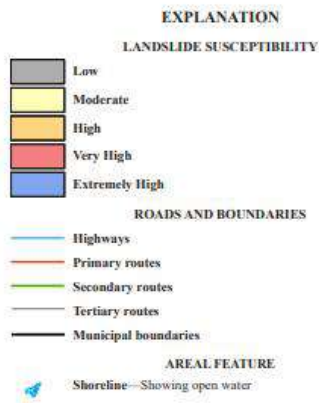 EXPLANATION
LANDSLIDE SUSCEPTIBILITY
Low
Moderate
High
Very High
Extremely High
ROADS AND BOUNDARIES
Highways
Primary routes
Secondary routes
Tertiary routes
Municipal boundaries
AREAL FEATURE
Shoreline—Showing open water